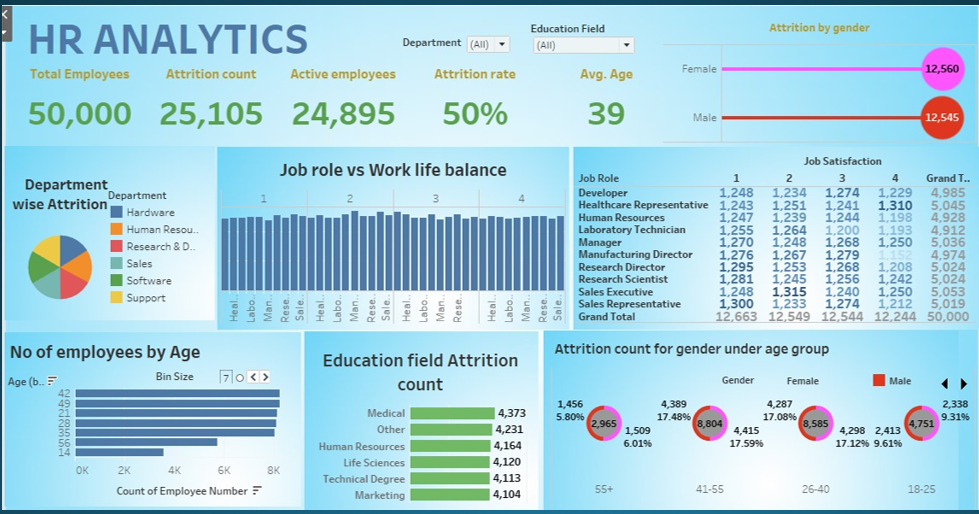 HR ANALYTICS
Department (All)
Education Field
(All)
Total Employees Attrition count Active employees Attrition rate Avg. Age
50,000 25,105 24,895 50% 39
Attrition by gender
Female 12,560
Male 12,545
Department wise Attrition
Department
Hardware
Human Resou..
Research & D..
Sales
Software
Support
Job role vs Work life balance
1 2 3 4
Heal.. Labo.. Man.. Rese.. Sale.. Heal.. Labo.. Man.. Rese.. Sale.. Heal.. Labo.. Man.. Rese.. Heal.. Labo.. Man.. Rese.. Sale..
Job Satisfaction
Job Role 1 2 3 4 Grand T..
Developer 1,248 1,234 1,274 1,229 4,985
Healthcare Representative 1,243 1,251 1,241 1,310 5,045
Human Resources 1,247 1,239 1,244 1,198 4,928
Laboratory Technician 1,255 1,264 1,200 1,193 4,912
Manager 1,270 1,248 1,268 1,250 5,036
Manufacturing Director 1,276 1,267 1,279 1,152 4,974
Research Director 1,295 1,253 1,268 1,208 5,024
Research Scientist 1,281 1,245 1,256 1,242 5,024
Sales Executive 1,248 1,315 1,240 1,250 5,053
Sales Representative 1,300 1,233 1,274 1,212 5,019
Grand Total 12,663 12,549 12,544 12,244 50,000
No of employees by Age
Age (b..
Bin Size 7
42
49
21
28
35
56
14
0K 2K 4K 6K 8K
Count of Employee Number
Education field Attrition count
Medical 4,373
Other 4,231
Human Resources 4,164
Life Sciences 4,120
Technical Degree 4,113
Marketing 4,104
Attrition count for gender under age group
Gender Female Male
1,456
5.80%
2,965
1,509
6.01%
4,389
17.48%
8,804
4,415
17.59%
4,287
17.08%
8,585
4,298
17.12%
2,413
9.61%
4,751
2,338
9.31%
55+ 41-55 26-40 18-25